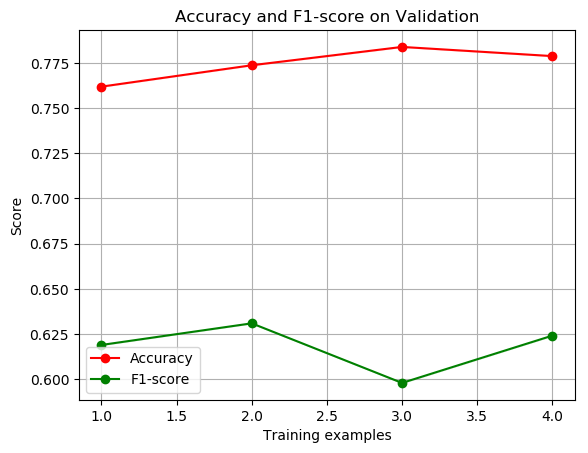 Accuracy and F1-score on Validation
Score
0.775
0.750
0.725
0.700
0.675
0.650
0.625
0.600
Accuracy
F1-score
1.0 1.5 2.0 2.5 3.0 3.5 4.0
Training examples